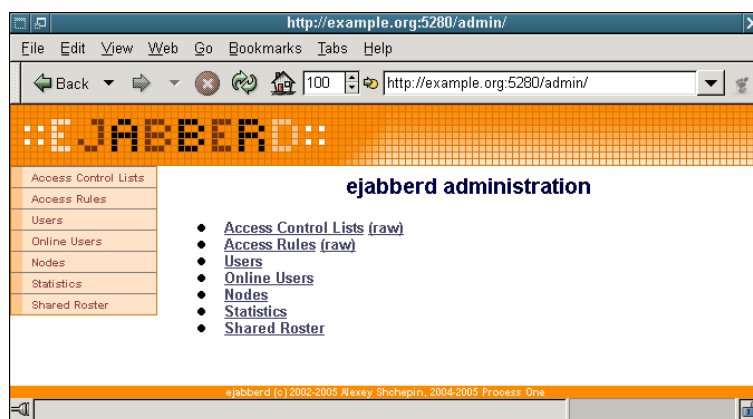 http://example.org:5280/admin/
File Edit View Web Go Bookmarks Tabs Help
Back 100 http://example.org:5280/admin/
::EJABBERD::
ejabberd administration
Access Control Lists
Access Rules
Users
Online Users
Nodes
Statistics
Shared Roster
Access Control Lists (raw)
Access Rules (raw)
Users
Online Users
Nodes
Statistics
Shared Roster
ejabberd (c) 2002-2005 Alexey Shchepin, 2004-2005 Process One